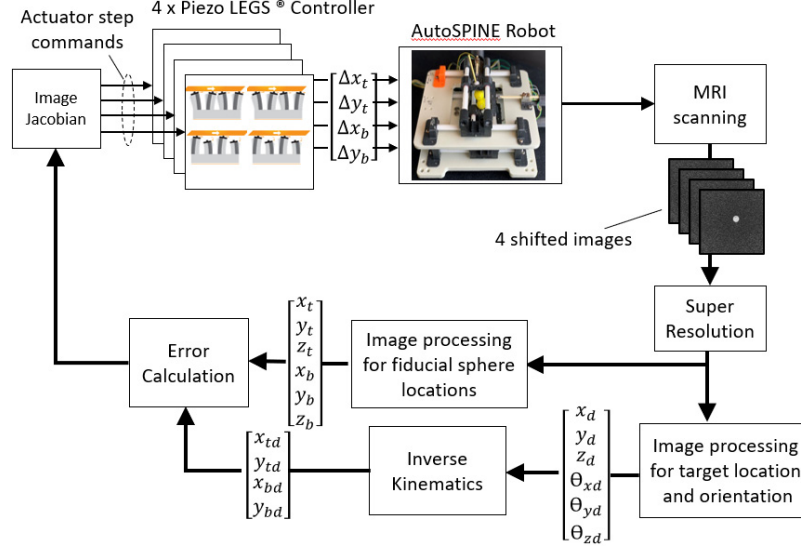 4 x Piezo LEGS ® Controller
Actuator step
commands
AutoSPINE Robot
Image
Jacobian
Δx_t
Δy_t
Δx_b
Δy_b
MRI
scanning
4 shifted images
Super
Resolution
Error
Calculation
x_t
y_t
z_t
x_b
y_b
z_b
Image processing
for fiducial sphere
locations
x_td
y_td
x_bd
y_bd
Inverse
Kinematics
x_d
y_d
z_d
Θ_xd
Θ_yd
Θ_zd
Image processing
for target location
and orientation